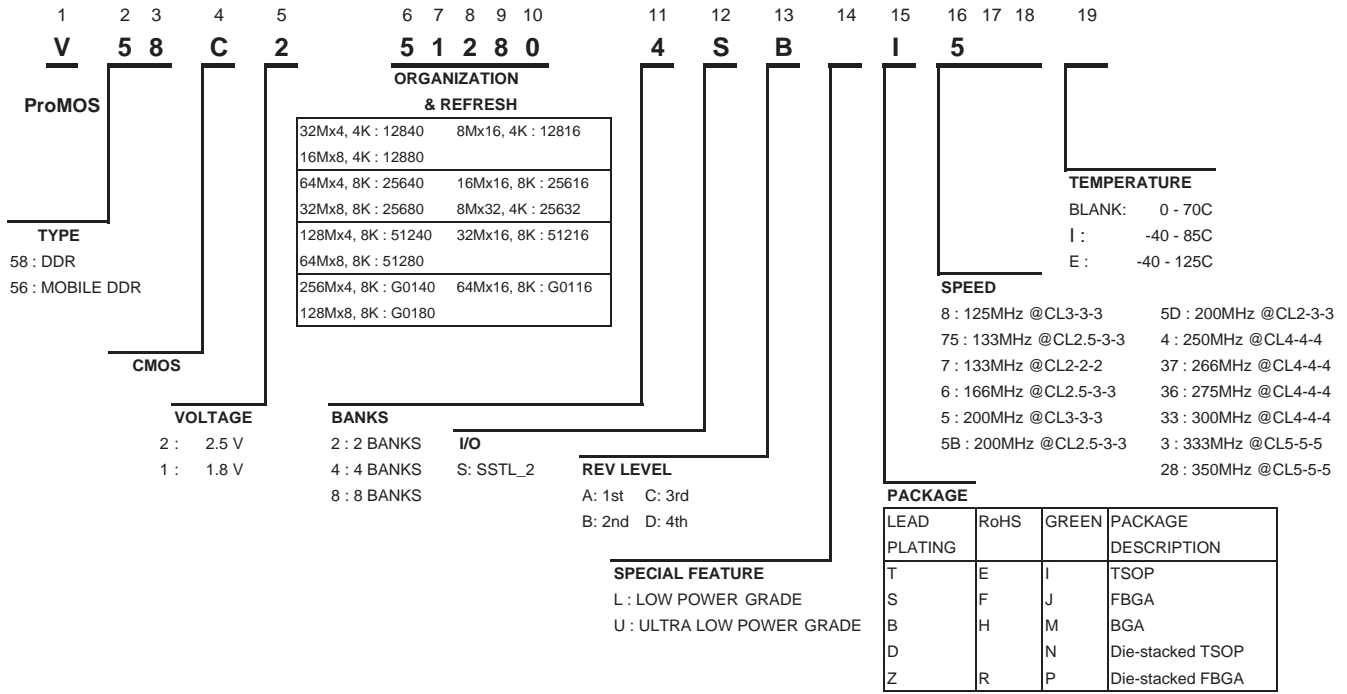 1 2 3 4 5 6 7 8 9 10 11 12 13 14 15 16 17 18 19
V 5 8 C 2 5 1 2 8 0 4 S B I 5
ProMOS
ORGANIZATION
& REFRESH
32Mx4, 4K : 12840 8Mx16, 4K : 12816
16Mx8, 4K : 12880
64Mx4, 8K : 25640 16Mx16, 8K : 25616
32Mx8, 8K : 25680 8Mx32, 4K : 25632
128Mx4, 8K : 51240 32Mx16, 8K : 51216
64Mx8, 8K : 51280
256Mx4, 8K : G0140 64Mx16, 8K : G0116
128Mx8, 8K : G0180
TYPE
58 : DDR
56 : MOBILE DDR
CMOS
VOLTAGE
2 : 2.5 V
1 : 1.8 V
BANKS
2 : 2 BANKS
4 : 4 BANKS
8 : 8 BANKS
I/O
S: SSTL_2
REV LEVEL
A: 1st C: 3rd
B: 2nd D: 4th
SPECIAL FEATURE
L : LOW POWER GRADE
U : ULTRA LOW POWER GRADE
TEMPERATURE
BLANK: 0 - 70C
I : -40 - 85C
E : -40 - 125C
SPEED
8 : 125MHz @CL3-3-3 5D : 200MHz @CL2-3-3
75 : 133MHz @CL2.5-3-3 4 : 250MHz @CL4-4-4
7 : 133MHz @CL2-2-2 37 : 266MHz @CL4-4-4
6 : 166MHz @CL2.5-3-3 36 : 275MHz @CL4-4-4
5 : 200MHz @CL3-3-3 33 : 300MHz @CL4-4-4
5B : 200MHz @CL2.5-3-3 3 : 333MHz @CL5-5-5
28 : 350MHz @CL5-5-5
PACKAGE
LEAD RoHS GREEN PACKAGE
PLATING DESCRIPTION
T E I TSOP
S F J FBGA
B H M BGA
D N Die-stacked TSOP
Z R P Die-stacked FBGA